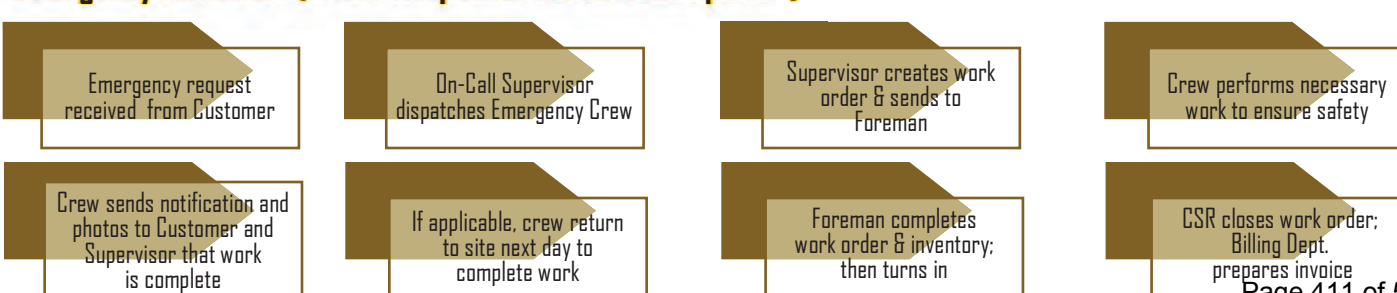 Emergency request
received from Customer
On-Call Supervisor
dispatches Emergency Crew
Supervisor creates work
order & sends to
Foreman
Crew performs necessary
work to ensure safety
Crew sends notification and
photos to Customer and
Supervisor that work
is complete
If applicable, crew return
to site next day to
complete work
Foreman completes
work order & inventory;
then turns in
CSR closes work order;
Billing Dept.
prepares invoice
Page 411 of